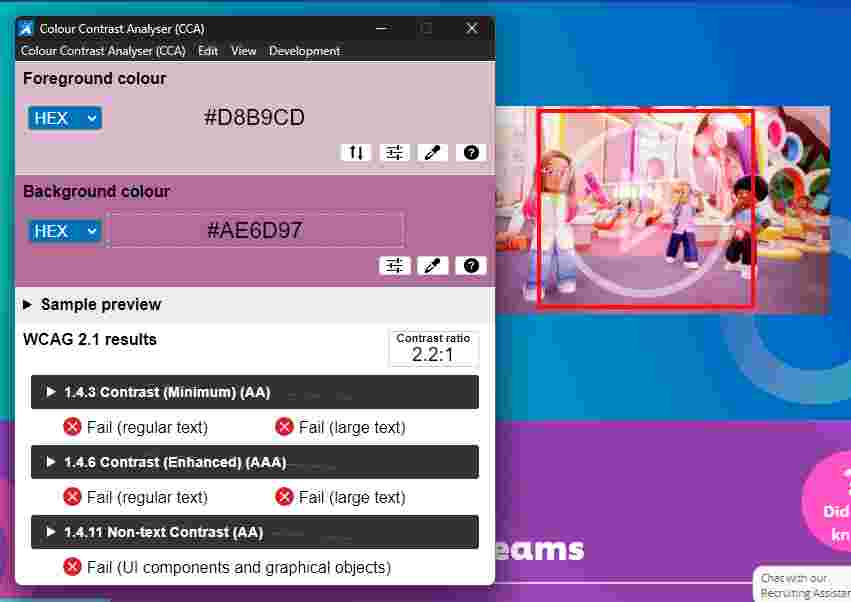 Colour Contrast Analyser (CCA)
Colour Contrast Analyser (CCA) Edit View Development
Foreground colour
HEX #D8B9CD
Background colour
HEX #AE6D97
Sample preview
WCAG 2.1 results
Contrast ratio
2.2:1
1.4.3 Contrast (Minimum) (AA)
Fail (regular text) Fail (large text)
1.4.6 Contrast (Enhanced) (AAA)
Fail (regular text) Fail (large text)
1.4.11 Non-text Contrast (AA)
Fail (UI components and graphical objects)
eams
Did
kn
Chat with our
Recruiting Assistan